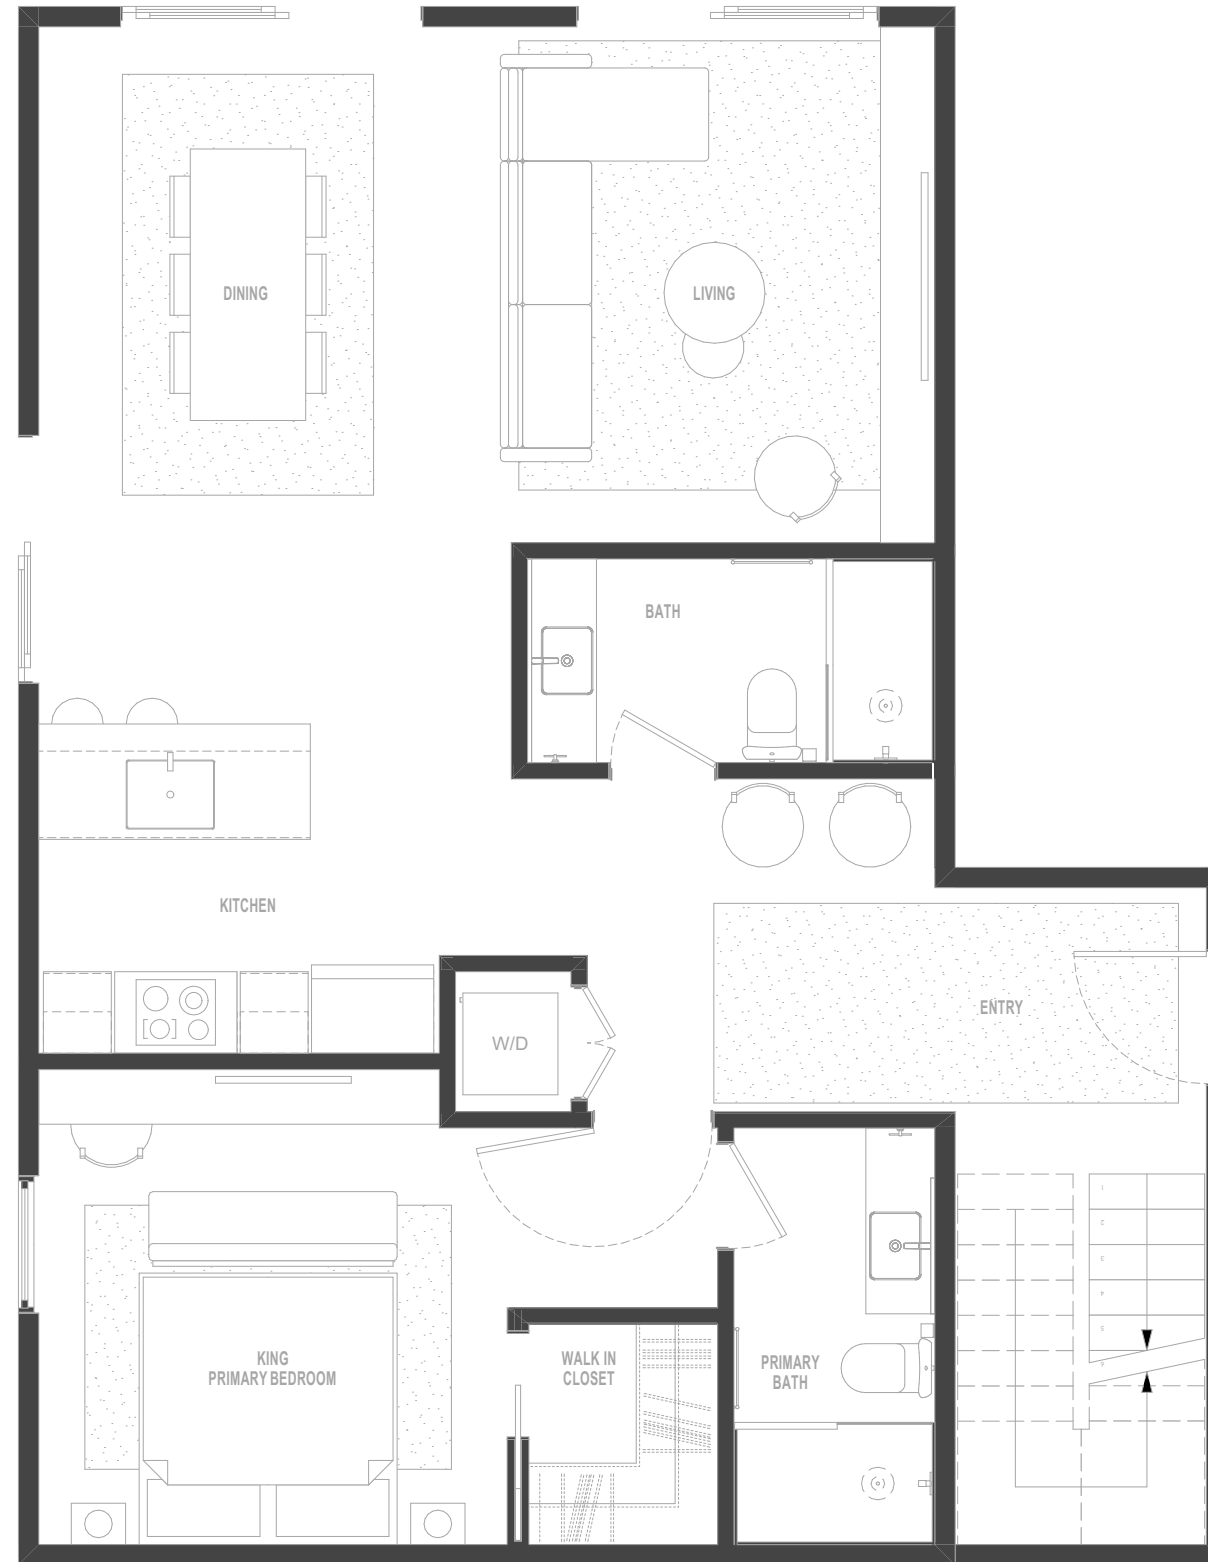 DINING
LIVING
BATH
KITCHEN
W/D
ENTRY
KING
PRIMARY BEDROOM
WALK IN
CLOSET
PRIMARY
BATH